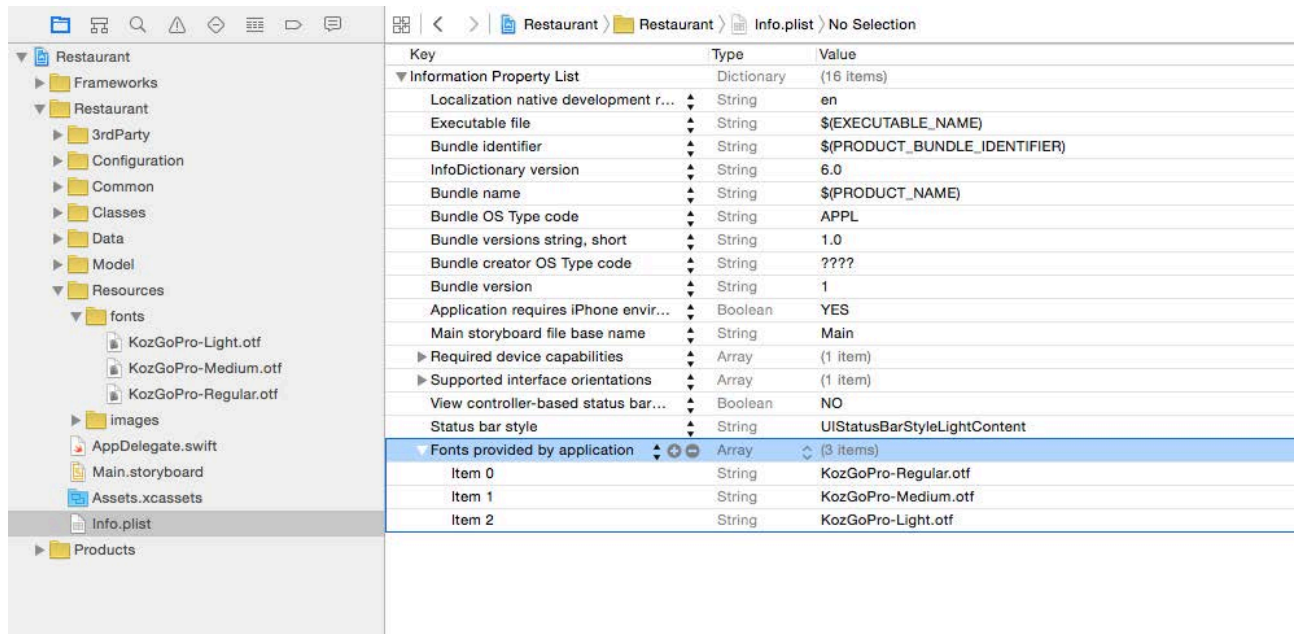 Restaurant Restaurant Info.plist No Selection
Restaurant
Frameworks
Restaurant
3rdParty
Configuration
Common
Classes
Data
Model
Resources
fonts
KozGoPro-Light.otf
KozGoPro-Medium.otf
KozGoPro-Regular.otf
images
AppDelegate.swift
Main.storyboard
Assets.xcassets
Info.plist
Products
Key Type Value
Information Property List Dictionary (16 items)
Localization native development r... String en
Executable file String $(EXECUTABLE_NAME)
Bundle identifier String $(PRODUCT_BUNDLE_IDENTIFIER)
InfoDictionary version String 6.0
Bundle name String $(PRODUCT_NAME)
Bundle OS Type code String APPL
Bundle versions string, short String 1.0
Bundle creator OS Type code String ????
Bundle version String 1
Application requires iPhone envir... Boolean YES
Main storyboard file base name String Main
Required device capabilities Array (1 item)
Supported interface orientations Array (1 item)
View controller-based status bar... Boolean NO
Status bar style String UIStatusBarStyleLightContent
Fonts provided by application Array (3 items)
Item 0 String KozGoPro-Regular.otf
Item 1 String KozGoPro-Medium.otf
Item 2 String KozGoPro-Light.otf